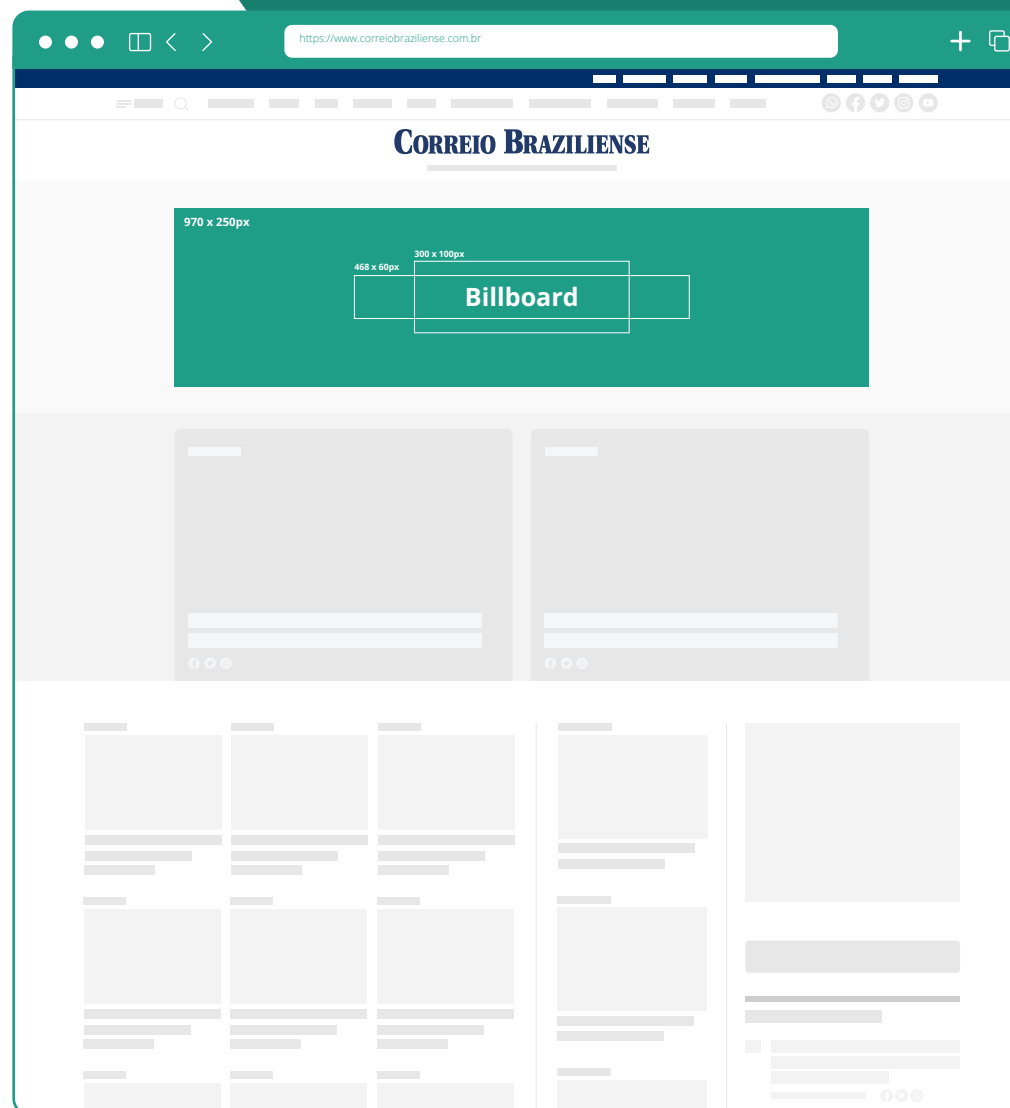 https://www.correiobraziliense.com.br
CORREIO BRAZILIENSE
970 x 250px
300 x 100px
468 x 60px
Billboard